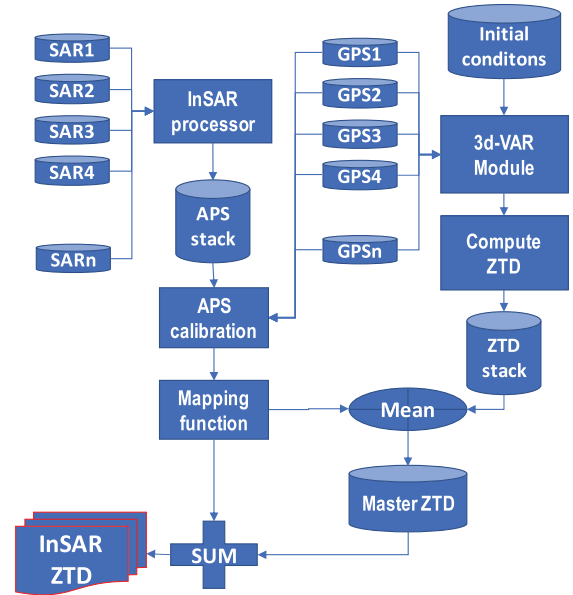 SAR1
SAR2
SAR3
SAR4
SARn
InSAR
processor
APS
stack
GPS1
GPS2
GPS3
GPS4
GPSn
Initial
conditons
3d-VAR
Module
Compute
ZTD
ZTD
stack
APS
calibration
Mapping
function
Mean
Master ZTD
SUM
InSAR
ZTD